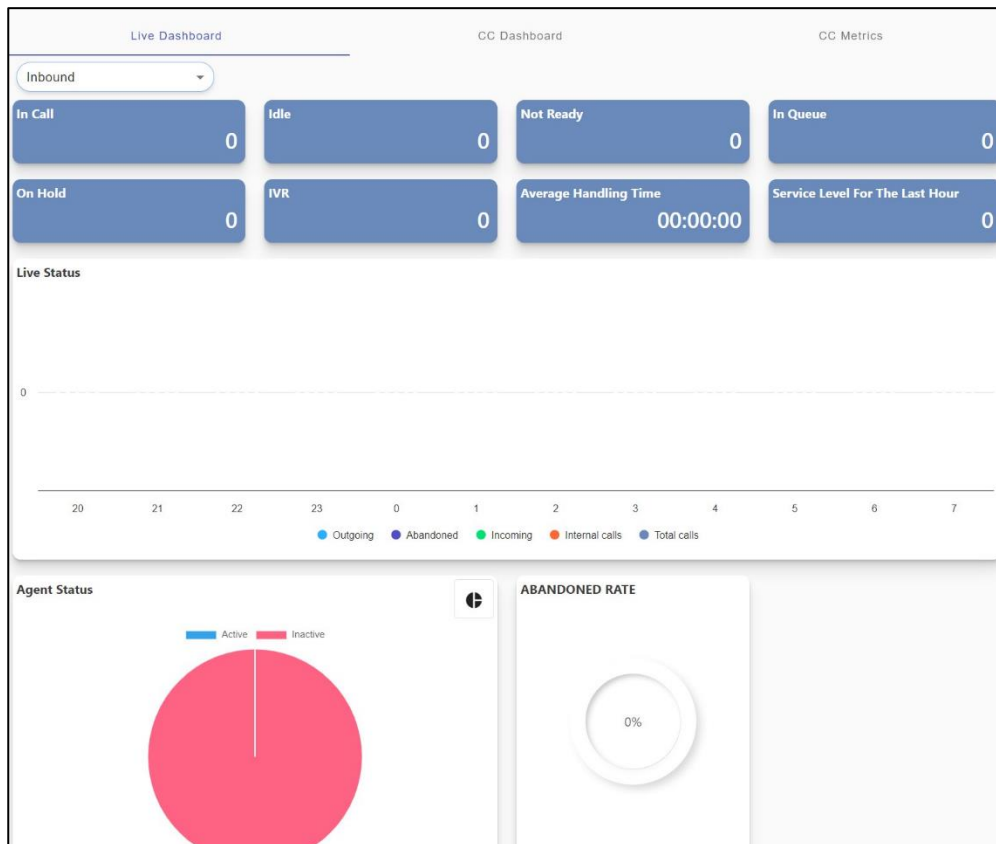 Live Dashboard CC Dashboard CC Metrics
Inbound
In Call Idle Not Ready In Queue
0 0 0 0
On Hold IVR Average Handling Time Service Level For The Last Hour
0 0 00:00:00 0
Live Status
0
20 21 22 23 0 1 2 3 4 5 6 7
Outgoing Abandoned Incoming Internal calls Total calls
Agent Status ABANDONED RATE
Active Inactive
0%